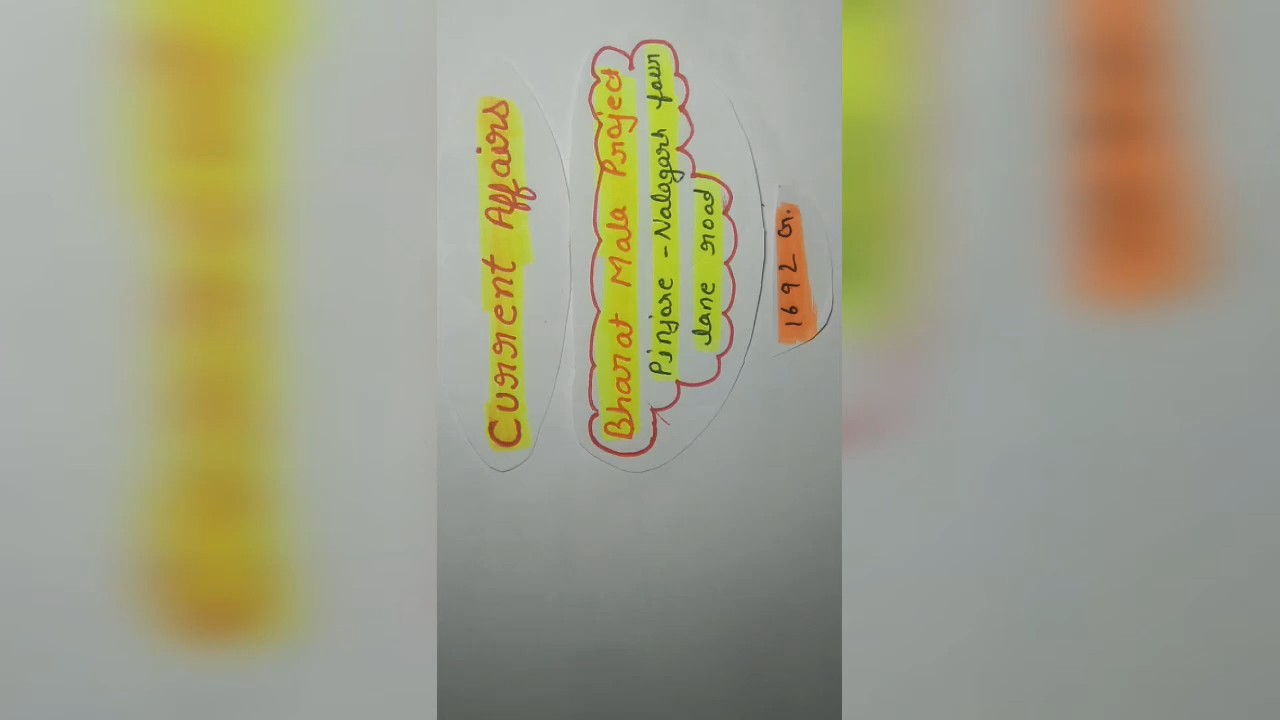 Current Affairs
Bharat Mala Project
Pinjore - Nalagarh four
lane road
1692 Cr.